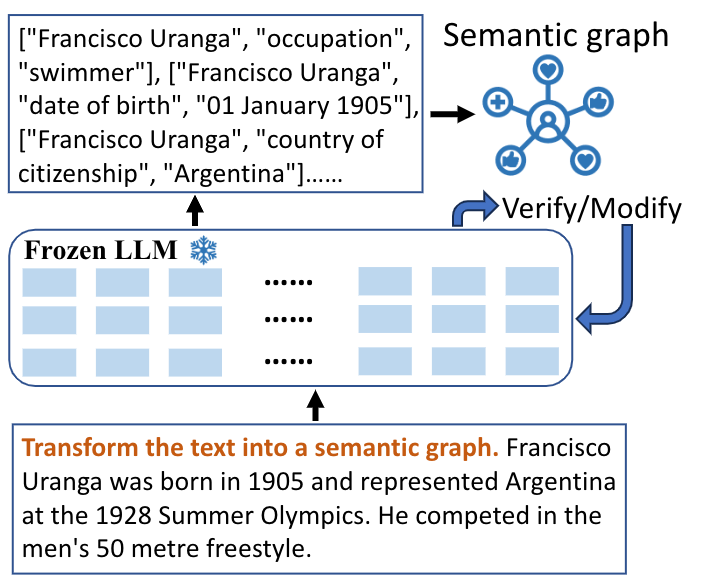 ["Francisco Uranga", "occupation",
"swimmer"], ["Francisco Uranga",
"date of birth", "01 January 1905"],
["Francisco Uranga", "country of
citizenship", "Argentina"]......
Semantic graph
Verify/Modify
Frozen LLM
......
......
......
Transform the text into a semantic graph. Francisco
Uranga was born in 1905 and represented Argentina
at the 1928 Summer Olympics. He competed in the
men's 50 metre freestyle.